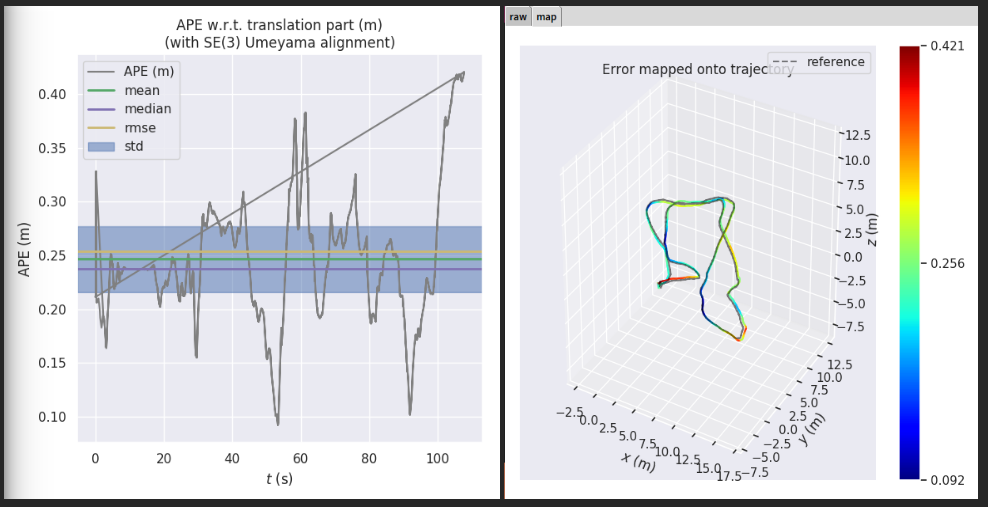 APE w.r.t. translation part (m)
(with SE(3) Umeyama alignment)
APE (m)
mean
median
rmse
std
APE (m)
0.40
0.35
0.30
0.25
0.20
0.15
0.10
0
20
40
60
80
100
t (s)
raw
map
Error mapped onto trajectory
reference
12.5
10.0
7.5
5.0
2.5
0.0
−2.5
−5.0
−7.5
z (m)
−2.5
0.0
2.5
5.0
7.5
10.0
12.5
15.0
17.5
x (m)
12.5
10.0
7.5
5.0
2.5
0.0
−2.5
−5.0
−7.5
y (m)
0.421
0.256
0.092